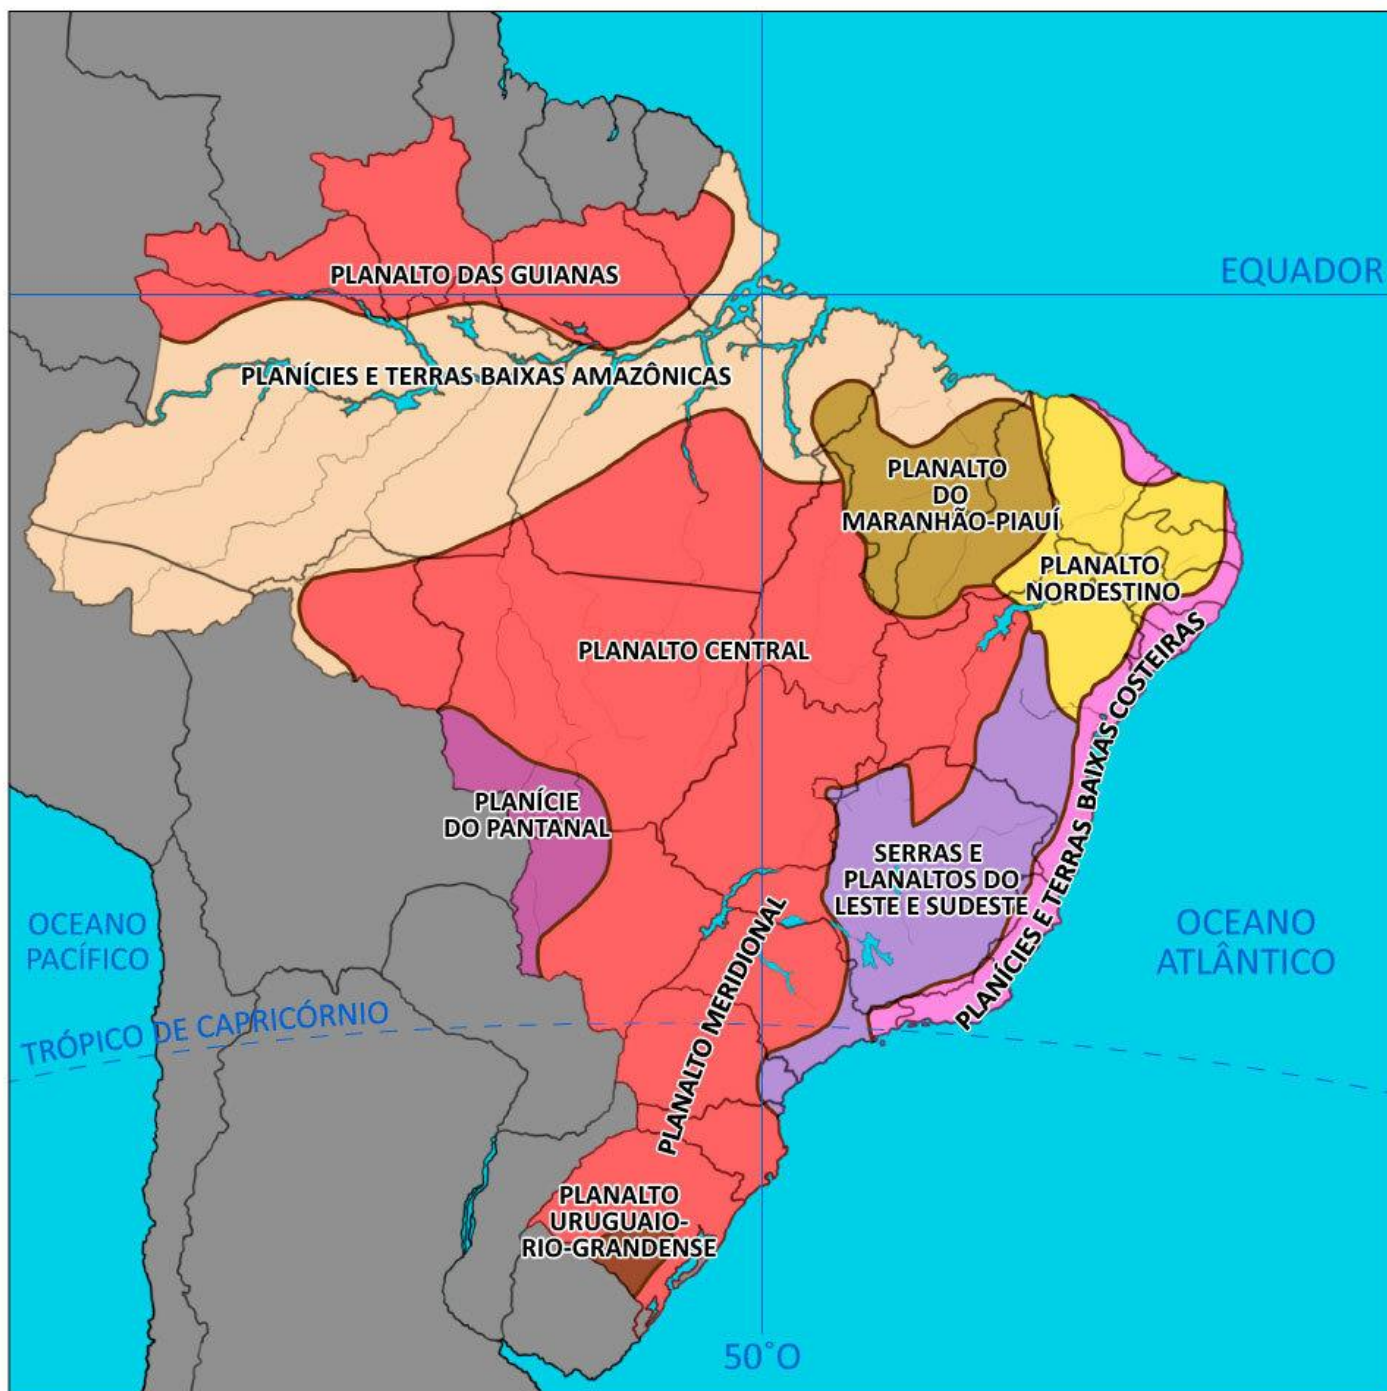 EQUADOR
PLANALTO DAS GUIANAS
PLANÍCIES E TERRAS BAIXAS AMAZÔNICAS
PLANALTO
DO
MARANHÃO-PIAUÍ
PLANALTO
NORDESTINO
PLANALTO CENTRAL
PLANÍCIES E TERRAS BAIXAS COSTEIRAS
PLANÍCIE
DO PANTANAL
SERRAS E
PLANALTOS DO
LESTE E SUDESTE
OCEANO
PACÍFICO
OCEANO
ATLÂNTICO
PLANALTO MERIDIONAL
TRÓPICO DE CAPRICÓRNIO
PLANALTO
URUGUAIO-
RIO-GRANDENSE
50°O